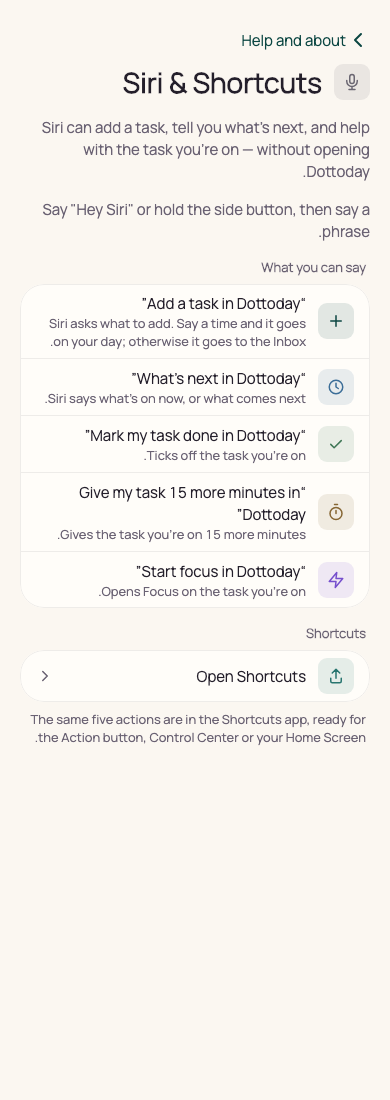 Help and about
Siri & Shortcuts
Siri can add a task, tell you what's next, and help
with the task you're on — without opening
Dottoday.
Say "Hey Siri" or hold the side button, then say a
phrase.
What you can say
“Add a task in Dottoday”
Siri asks what to add. Say a time and it goes
on your day; otherwise it goes to the Inbox.
“What's next in Dottoday”
Siri says what's on now, or what comes next.
“Mark my task done in Dottoday”
Ticks off the task you're on.
“Give my task 15 more minutes in
Dottoday”
Gives the task you're on 15 more minutes.
“Start focus in Dottoday”
Opens Focus on the task you're on.
Shortcuts
Open Shortcuts
The same five actions are in the Shortcuts app, ready for
the Action button, Control Center or your Home Screen.